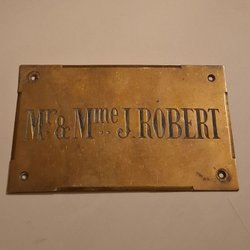 Mr. & Mme. J. ROBERT